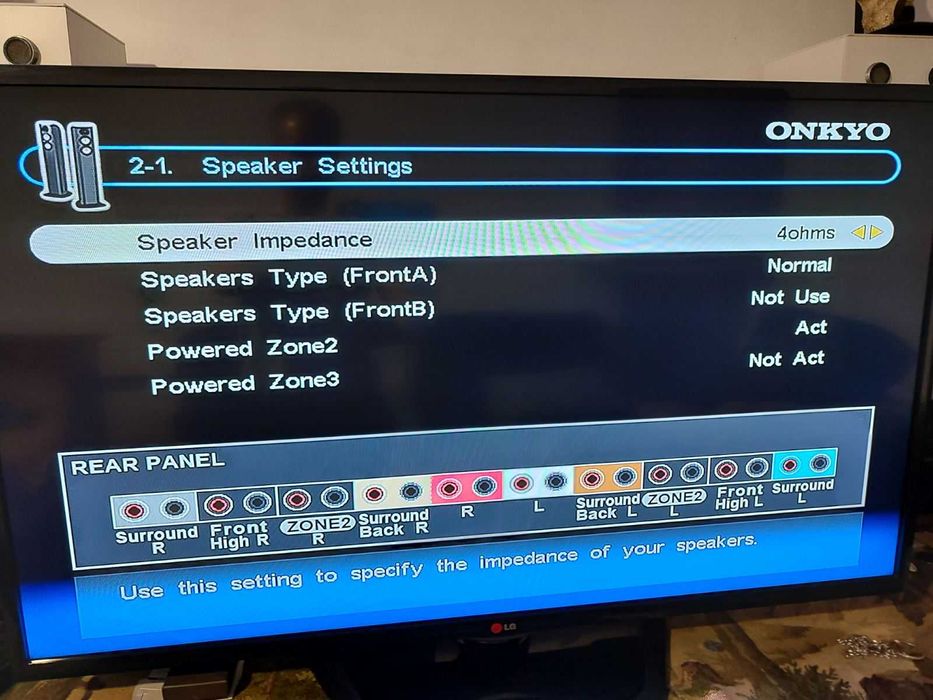 ONKYO
2-1. Speaker Settings
Speaker Impedance 4ohms
Speakers Type (FrontA) Normal
Speakers Type (FrontB) Not Use
Powered Zone2 Act
Powered Zone3 Not Act
REAR PANEL
Surround R
Front High R
ZONE2 R
Surround Back R
R
L
Surround Back L
ZONE2 L
Front High L
Surround L
Use this setting to specify the impedance of your speakers.
LG